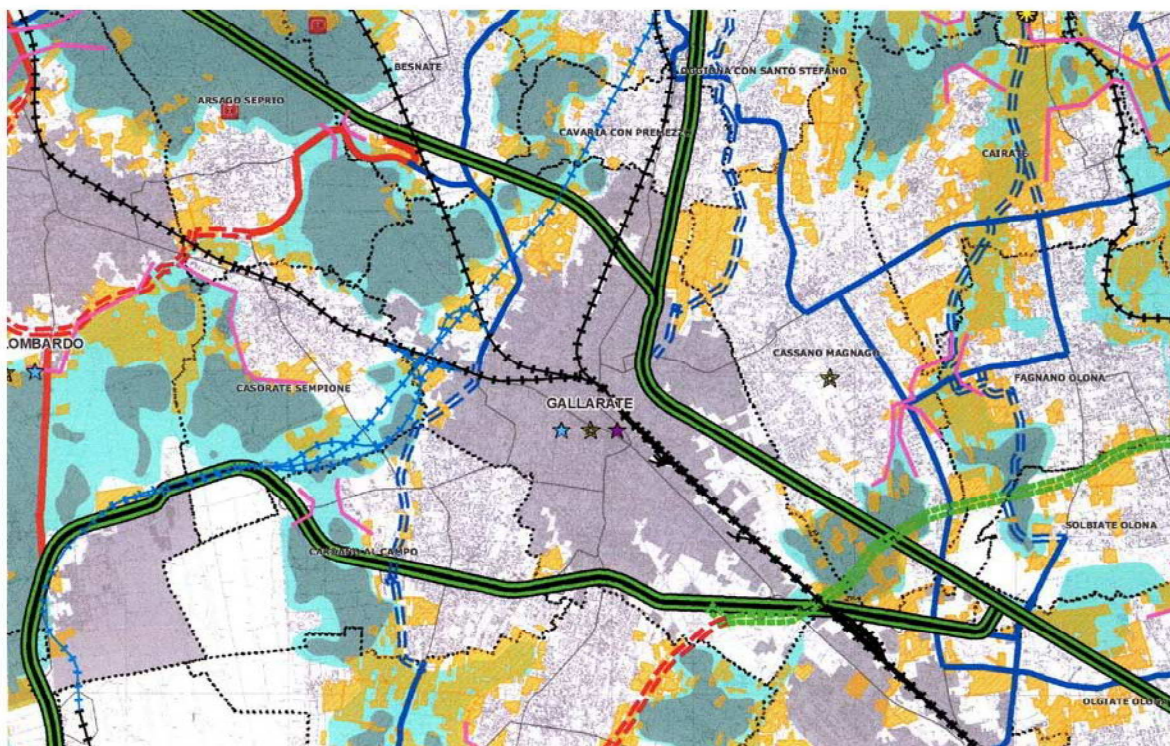 BESNATE
OGGIONA CON SANTO STEFANO
ARSAGO SEPRIO
CAVARIA CON PREMEZZO
CAIRATE
LOMBARDO
CASSANO MAGNAGO
FAGNANO OLONA
CASORATE SEMPIONE
GALLARATE
SOLBIATE OLONA
CARDANO AL CAMPO
OLGIATE OLO